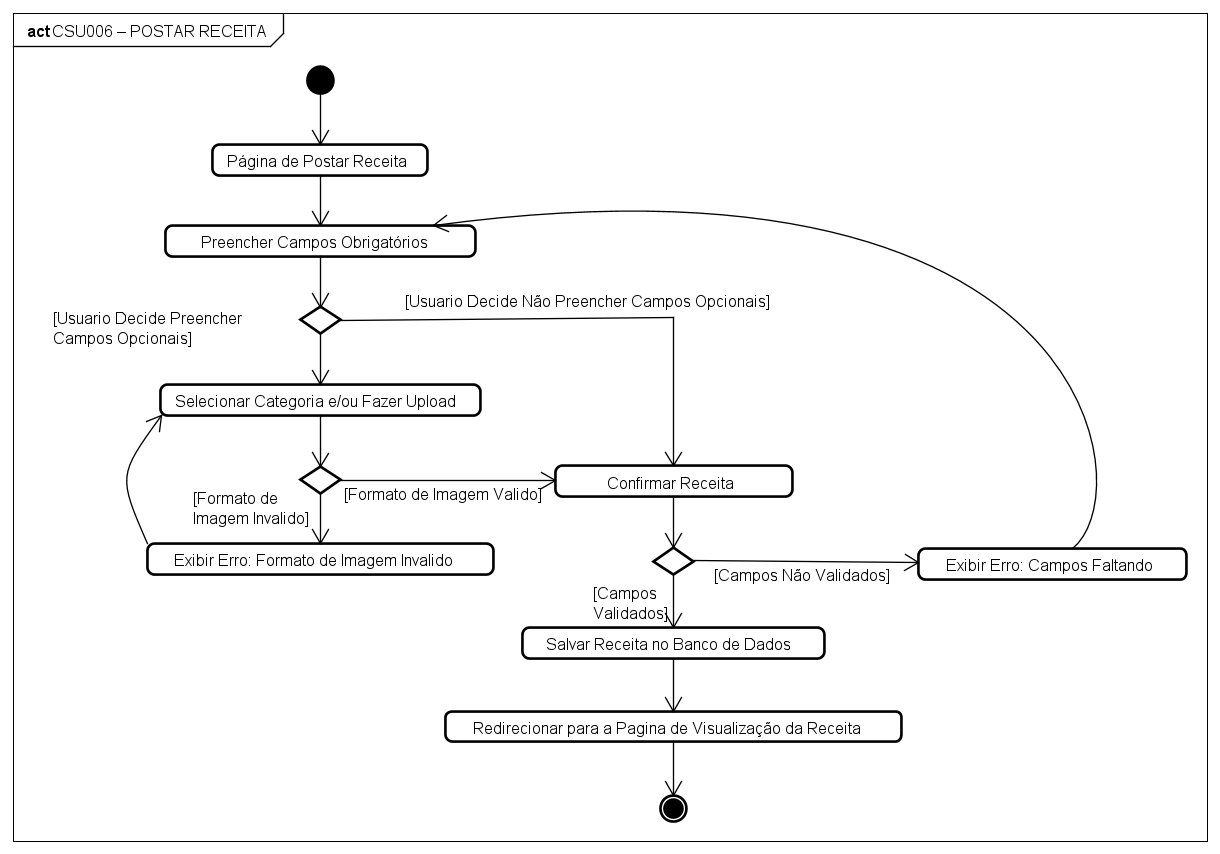 act CSU006 – POSTAR RECEITA
Página de Postar Receita
Preencher Campos Obrigatórios
[Usuario Decide Não Preencher Campos Opcionais]
[Usuario Decide Preencher
Campos Opcionais]
Selecionar Categoria e/ou Fazer Upload
[Formato de Imagem Valido]
[Formato de
Imagem Invalido]
Confirmar Receita
Exibir Erro: Formato de Imagem Invalido
[Campos Não Validados]
Exibir Erro: Campos Faltando
[Campos
Validados]
Salvar Receita no Banco de Dados
Redirecionar para a Pagina de Visualização da Receita